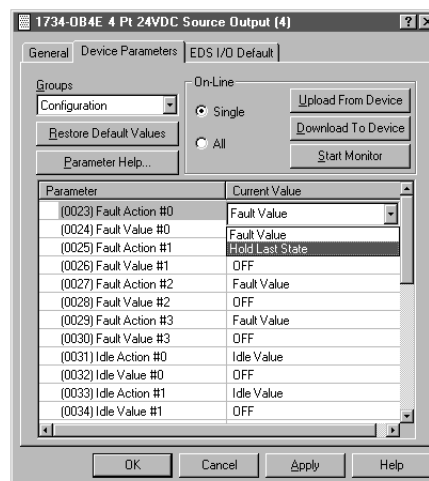 1734-OB4E 4 Pt 24VDC Source Output (4)
General Device Parameters EDS I/O Default
Groups
Configuration
Restore Default Values
Parameter Help...
On-Line
Single
All
Upload From Device
Download To Device
Start Monitor
Parameter Current Value
(0023) Fault Action #0 Fault Value
(0024) Fault Value #0 Fault Value
(0025) Fault Action #1 Hold Last State
(0026) Fault Value #1 OFF
(0027) Fault Action #2 Fault Value
(0028) Fault Value #2 OFF
(0029) Fault Action #3 Fault Value
(0030) Fault Value #3 OFF
(0031) Idle Action #0 Idle Value
(0032) Idle Value #0 OFF
(0033) Idle Action #1 Idle Value
(0034) Idle Value #1 OFF
OK Cancel Apply Help